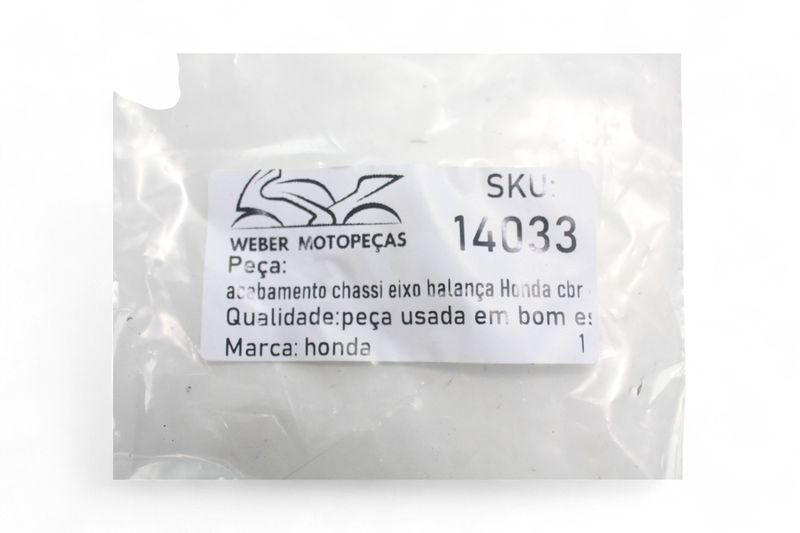 SKU:
14033
WEBER MOTOPEÇAS
Peça:
acabamento chassi eixo balança Honda cbr
Qualidade:peça usada em bom es
Marca: honda 1